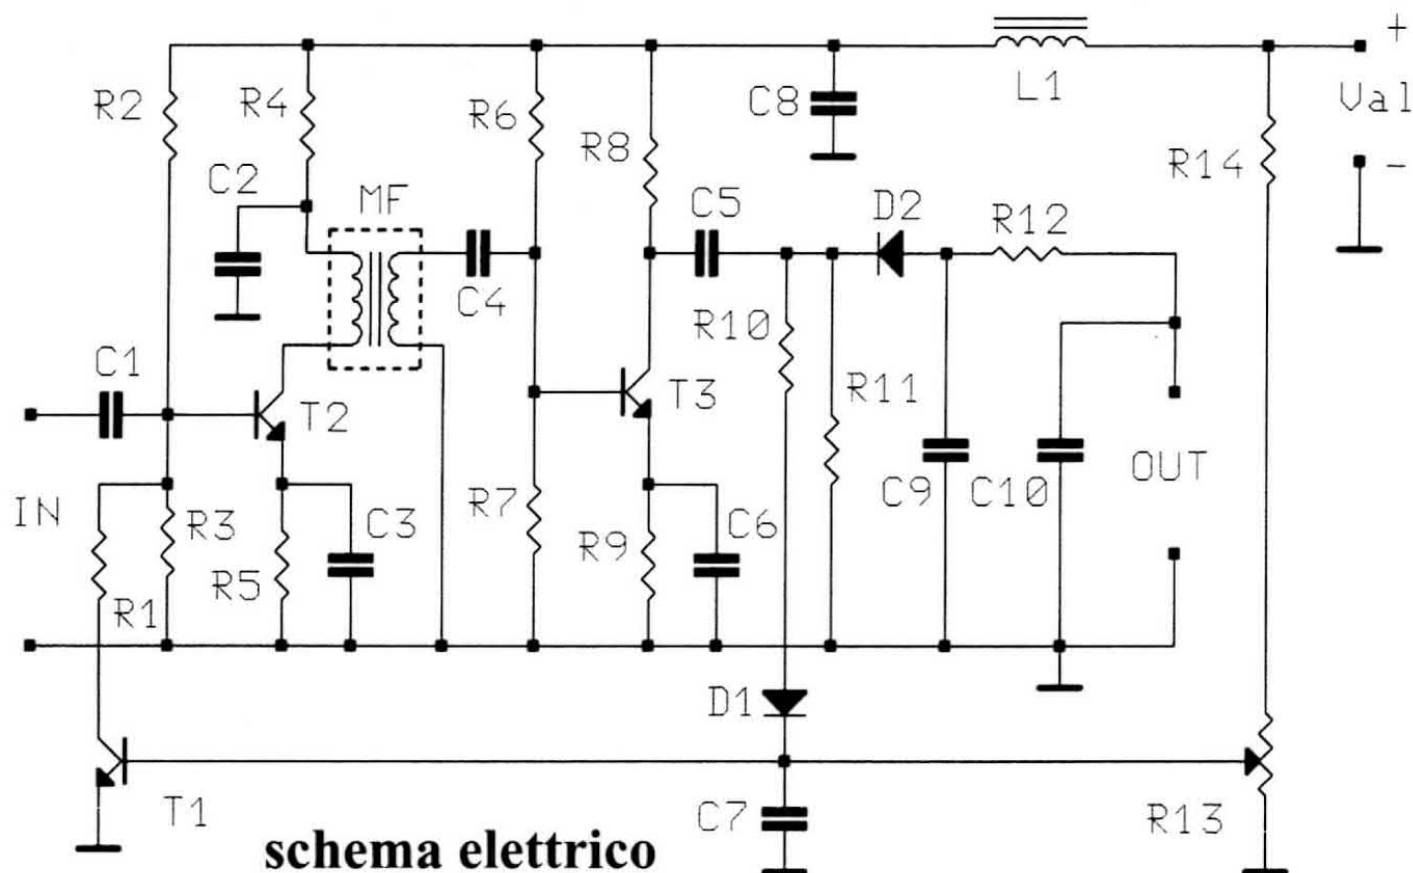 +
R2
R4
R6
R8
C8
L1
Val
R14
-
C2
MF
C5
D2
R12
C4
C1
R10
R11
T2
T3
IN
R3
C3
R7
R9
C6
C9
C10
OUT
R5
R1
D1
T1
C7
R13
schema elettrico